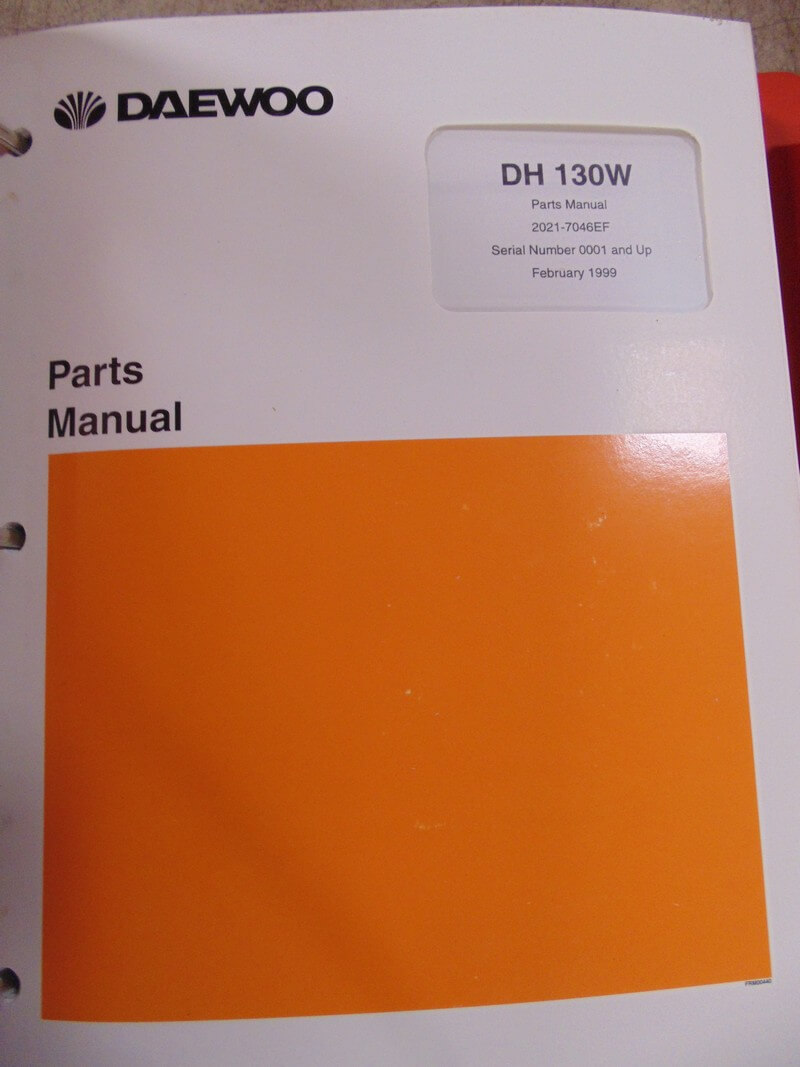 DAEWOO
DH 130W
Parts Manual
2021-7046EF
Serial Number 0001 and Up
February 1999
Parts
Manual